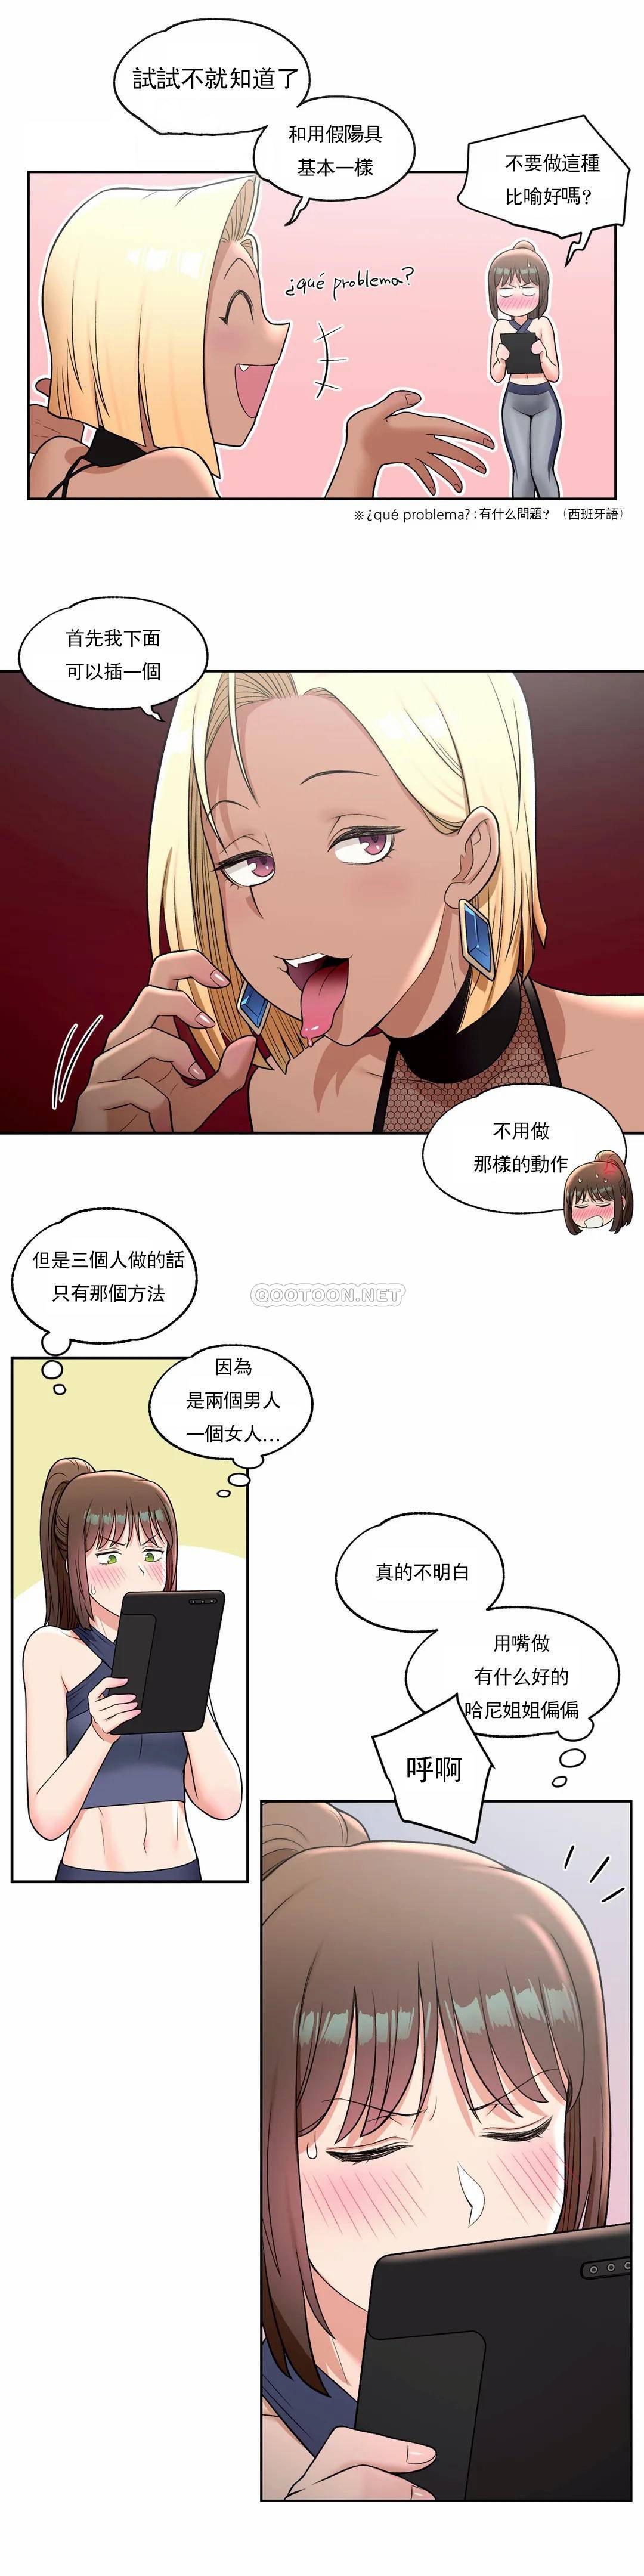 試試不就知道了
和用假陽具
基本一樣
不要做這種
比喻好嗎?
¿qué problema?
※¿qué problema?:有什么問題? (西班牙語)
首先我下面
可以插一個
不用做
那樣的動作
但是三個人做的話
只有那個方法
QOOTOON.NET
因為
是兩個男人
一個女人...
真的不明白
用嘴做
有什么好的
哈尼姐姐偏偏
呼啊